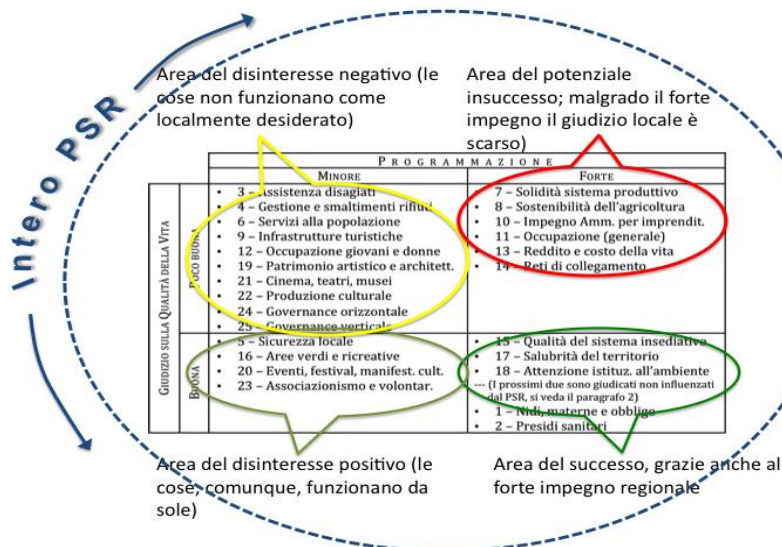 Intero PSR
Area del disinteresse negativo (le
cose non funzionano come
localmente desiderato)
Area del potenziale
insuccesso; malgrado il forte
impegno il giudizio locale è
scarso)
PROGRAMMAZIONE
MINORE
FORTE
GIUDIZIO SULLA QUALITÀ DELLA VITA
POCO BUONA
3 – Assistenza disagiati
4 – Gestione e smaltimenti rifiuti
6 – Servizi alla popolazione
9 – Infrastrutture turistiche
12 – Occupazione giovani e donne
19 – Patrimonio artistico e architett.
21 – Cinema, teatri, musei
22 – Produzione culturale
24 – Governance orizzontale
25 – Governance verticale
7 – Solidità sistema produttivo
8 – Sostenibilità dell'agricoltura
10 – Impegno Amm. per imprendit.
11 – Occupazione (generale)
13 – Reddito e costo della vita
14 – Reti di collegamento
BUONA
5 – Sicurezza locale
16 – Aree verdi e ricreative
20 – Eventi, festival, manifest. cult.
23 – Associazionismo e volontar.
15 – Qualità del sistema insediativo
17 – Salubrità del territorio
18 – Attenzione istituz. all'ambiente
--- (I prossimi due sono giudicati non influenzati
dal PSR, si veda il paragrafo 2)
1 – Nidi, materne e obbligo
2 – Presidi sanitari
Area del disinteresse positivo (le
cose, comunque, funzionano da
sole)
Area del successo, grazie anche al
forte impegno regionale